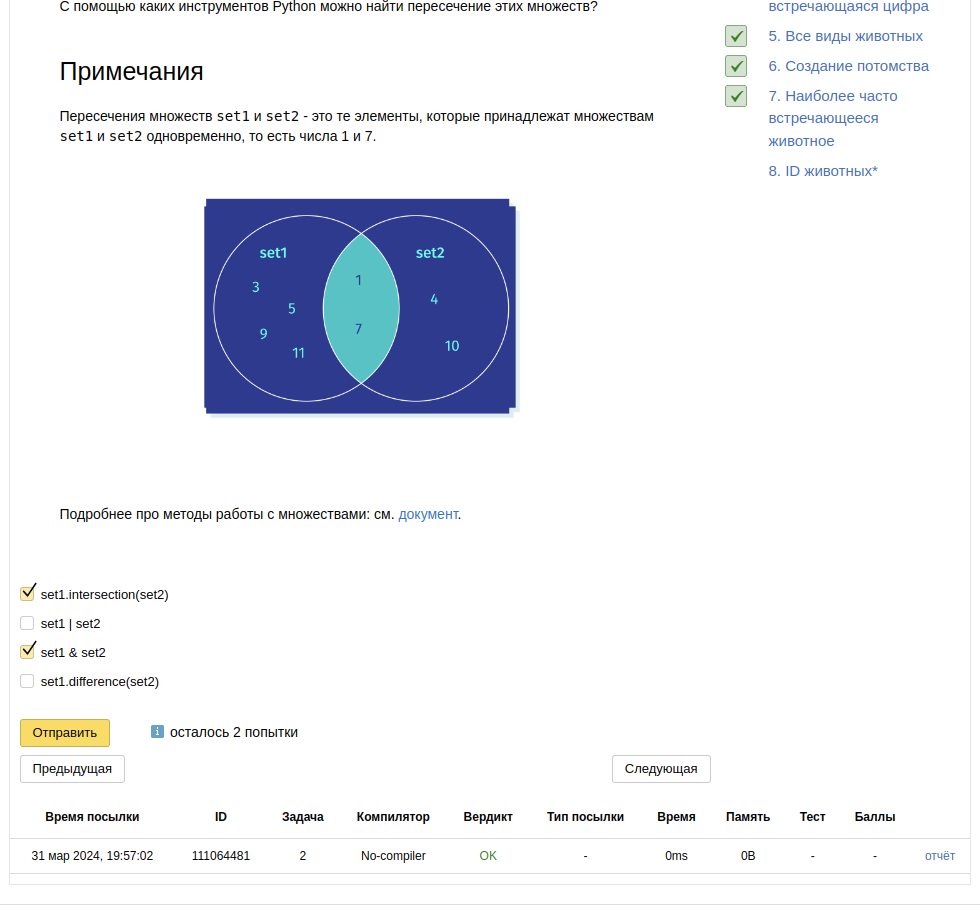 С помощью каких инструментов Python можно найти пересечение этих множеств?
Примечания
Пересечения множеств set1 и set2 - это те элементы, которые принадлежат множествам
set1 и set2 одновременно, то есть числа 1 и 7.
set1
set2
3
5
9
11
1
7
4
10
Подробнее про методы работы с множествами: см. документ.
set1.intersection(set2)
set1 | set2
set1 & set2
set1.difference(set2)
Отправить
i осталось 2 попытки
Предыдущая
Следующая
Время посылки ID Задача Компилятор Вердикт Тип посылки Время Память Тест Баллы
31 мар 2024, 19:57:02 111064481 2 No-compiler OK - 0ms 0B - - отчёт
встречающаяся цифра
5. Все виды животных
6. Создание потомства
7. Наиболее часто
встречающееся
животное
8. ID животных*